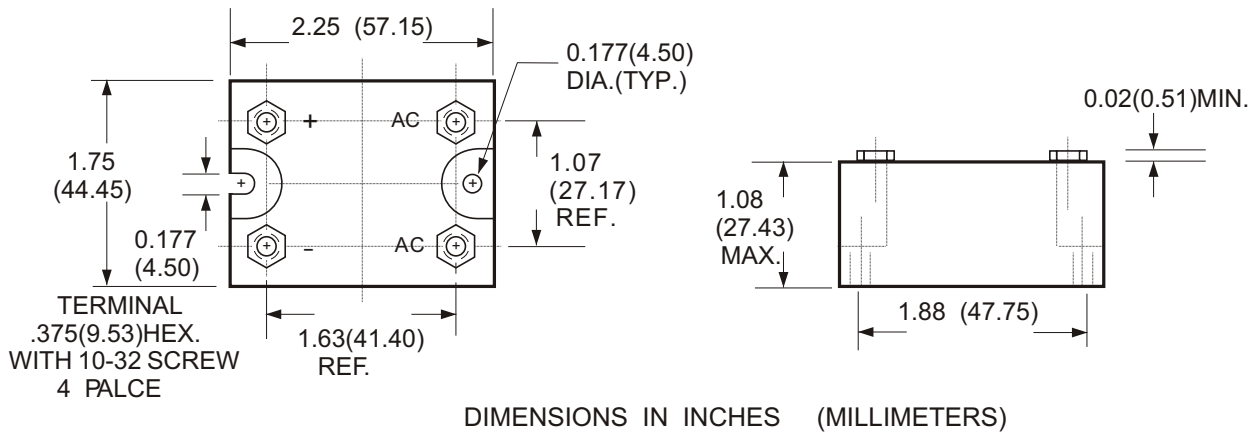 2.25 (57.15)
0.177(4.50)
DIA.(TYP.)
+ AC
1.75
(44.45)
0.177
(4.50)
- AC
1.07
(27.17)
REF.
1.63(41.40)
REF.
TERMINAL
.375(9.53)HEX.
WITH 10-32 SCREW
4 PALCE
0.02(0.51)MIN.
1.08
(27.43)
MAX.
1.88 (47.75)
DIMENSIONS IN INCHES (MILLIMETERS)